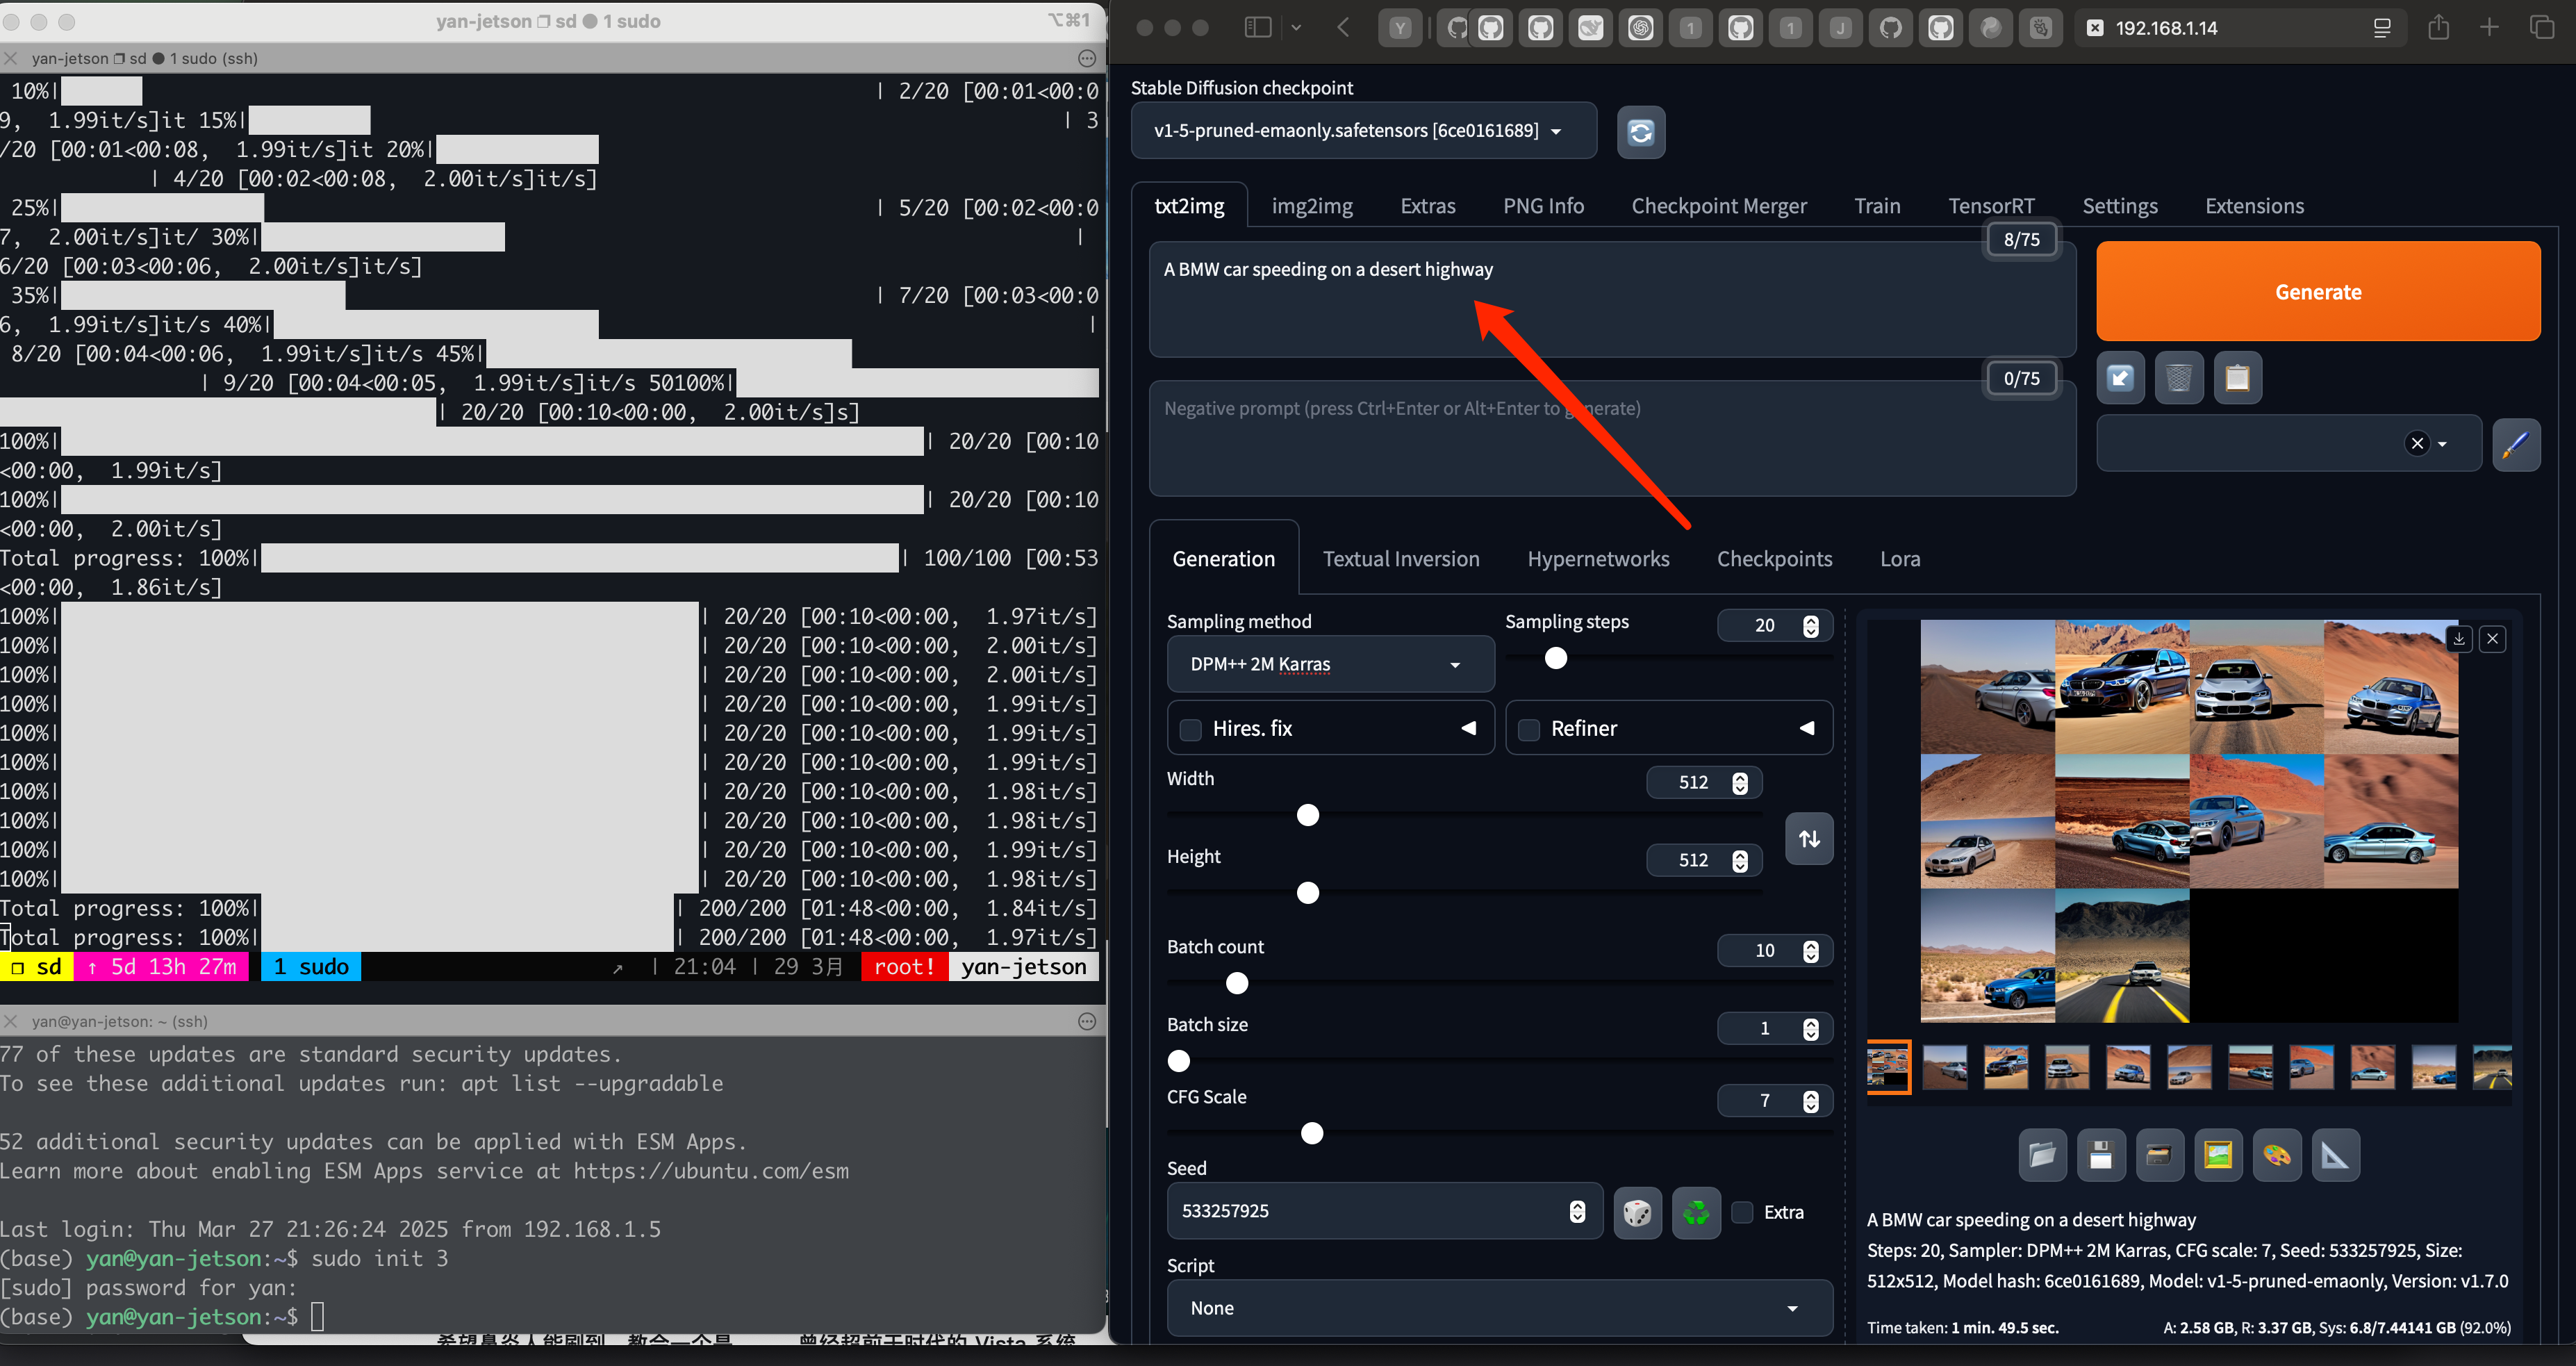 yan-jetson sd ● 1 sudo
⌥⌘1
yan-jetson sd ● 1 sudo (ssh)
10%| | 2/20 [00:01<00:0
9, 1.99it/s]it 15%| | 3
/20 [00:01<00:08, 1.99it/s]it 20%|
| 4/20 [00:02<00:08, 2.00it/s]it/s]
25%| | 5/20 [00:02<00:0
7, 2.00it/s]it/ 30%| |
6/20 [00:03<00:06, 2.00it/s]it/s]
35%| | 7/20 [00:03<00:0
6, 1.99it/s]it/s 40%| |
8/20 [00:04<00:06, 1.99it/s]it/s 45%|
| 9/20 [00:04<00:05, 1.99it/s]it/s 50100%|
| 20/20 [00:10<00:00, 2.00it/s]s]
100%| | 20/20 [00:10
<00:00, 1.99it/s]
100%| | 20/20 [00:10
<00:00, 2.00it/s]
Total progress: 100%| | 100/100 [00:53
<00:00, 1.86it/s]
100%| | 20/20 [00:10<00:00, 1.97it/s]
100%| | 20/20 [00:10<00:00, 2.00it/s]
100%| | 20/20 [00:10<00:00, 2.00it/s]
100%| | 20/20 [00:10<00:00, 1.99it/s]
100%| | 20/20 [00:10<00:00, 1.99it/s]
100%| | 20/20 [00:10<00:00, 1.99it/s]
100%| | 20/20 [00:10<00:00, 1.98it/s]
100%| | 20/20 [00:10<00:00, 1.98it/s]
100%| | 20/20 [00:10<00:00, 1.99it/s]
100%| | 20/20 [00:10<00:00, 1.98it/s]
Total progress: 100%| | 200/200 [01:48<00:00, 1.84it/s]
Total progress: 100%| | 200/200 [01:48<00:00, 1.97it/s]
❐ sd ↑ 5d 13h 27m 1 sudo ↗ | 21:04 | 29 3月 root! yan-jetson
yan@yan-jetson: ~ (ssh)
77 of these updates are standard security updates.
To see these additional updates run: apt list --upgradable
52 additional security updates can be applied with ESM Apps.
Learn more about enabling ESM Apps service at https://ubuntu.com/esm
Last login: Thu Mar 27 21:26:24 2025 from 192.168.1.5
(base) yan@yan-jetson:~$ sudo init 3
[sudo] password for yan:
(base) yan@yan-jetson:~$
Y
1
1
J
192.168.1.14
Stable Diffusion checkpoint
v1-5-pruned-emaonly.safetensors [6ce0161689]
txt2img img2img Extras PNG Info Checkpoint Merger Train TensorRT Settings Extensions
8/75
A BMW car speeding on a desert highway
Generate
0/75
Negative prompt (press Ctrl+Enter or Alt+Enter to generate)
Generation Textual Inversion Hypernetworks Checkpoints Lora
Sampling method
DPM++ 2M Karras
Sampling steps
20
Hires. fix
Refiner
Width
512
Height
512
Batch count
10
Batch size
1
CFG Scale
7
Seed
533257925
Extra
Script
None
A BMW car speeding on a desert highway
Steps: 20, Sampler: DPM++ 2M Karras, CFG scale: 7, Seed: 533257925, Size:
512x512, Model hash: 6ce0161689, Model: v1-5-pruned-emaonly, Version: v1.7.0
Time taken: 1 min. 49.5 sec.
A: 2.58 GB, R: 3.37 GB, Sys: 6.8/7.44141 GB (92.0%)